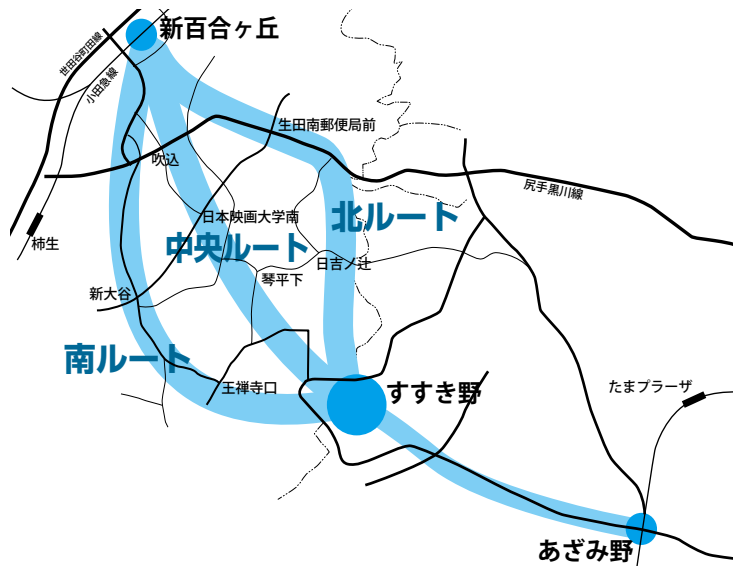 新百合ヶ丘
世田谷町田線
小田急線
生田南郵便局前
吹込
尻手黒川線
日本映画大学南
北ルート
中央ルート
柿生
日吉ノ辻
琴平下
新大谷
南ルート
王禅寺口
すすき野
たまプラーザ
あざみ野